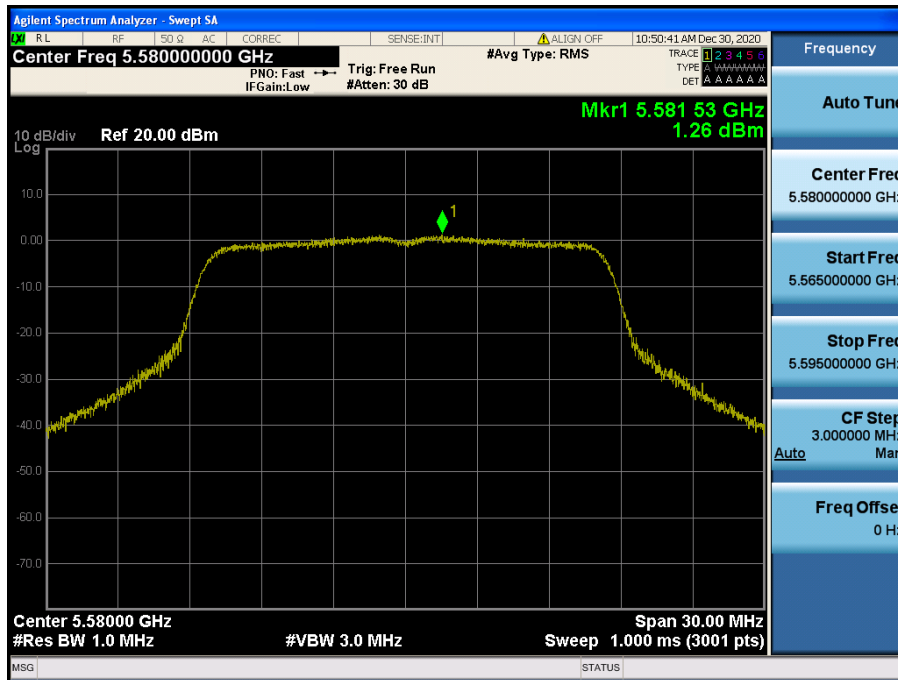 Agilent Spectrum Analyzer - Swept SA
LXI RL RF 50 Ω AC CORREC SENSE:INT ALIGN OFF 10:50:41 AM Dec 30, 2020
Center Freq 5.580000000 GHz
PNO: Fast
IFGain:Low
Trig: Free Run
#Atten: 30 dB
#Avg Type: RMS
TRACE 1 2 3 4 5 6
TYPE A WWWWW
DET A A A A A A
Mkr1 5.581 53 GHz
1.26 dBm
10 dB/div Ref 20.00 dBm
Log
10.0
0.00
-10.0
-20.0
-30.0
-40.0
-50.0
-60.0
-70.0
1
Center 5.58000 GHz Span 30.00 MHz
#Res BW 1.0 MHz #VBW 3.0 MHz Sweep 1.000 ms (3001 pts)
MSG STATUS
Frequency
Auto Tune
Center Freq
5.580000000 GHz
Start Freq
5.565000000 GHz
Stop Freq
5.595000000 GHz
CF Step
3.000000 MHz
Auto Man
Freq Offse
0 Hz